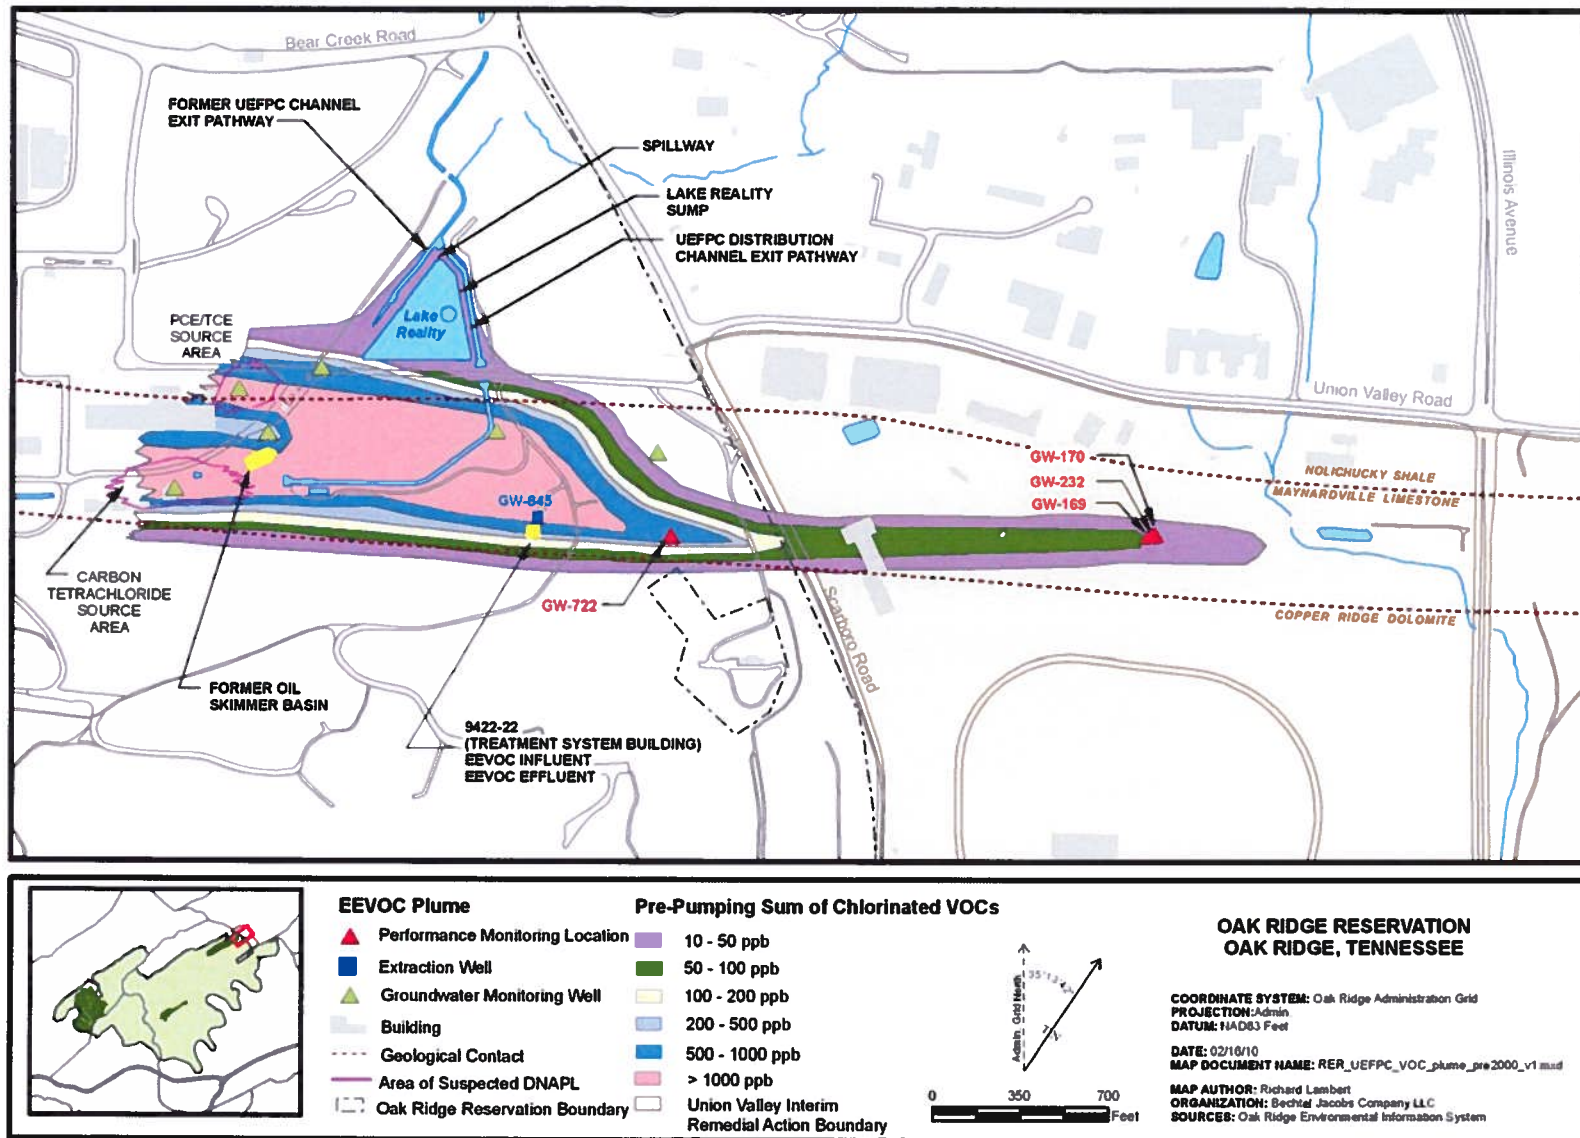 Bear Creek Road
FORMER UEFPC CHANNEL
EXIT PATHWAY
SPILLWAY
LAKE REALITY
SUMP
UEFPC DISTRIBUTION
CHANNEL EXIT PATHWAY
Illinois Avenue
Lake
Reality
PCE/TCE
SOURCE
AREA
Union Valley Road
GW-170
GW-232
GW-169
NOLICHUCKY SHALE
MAYNARDVILLE LIMESTONE
GW-845
GW-722
CARBON
TETRACHLORIDE
SOURCE
AREA
COPPER RIDGE DOLOMITE
Scarboro Road
FORMER OIL
SKIMMER BASIN
9422-22
(TREATMENT SYSTEM BUILDING)
EEVOC INFLUENT
EEVOC EFFLUENT
EEVOC Plume
Performance Monitoring Location
Extraction Well
Groundwater Monitoring Well
Building
Geological Contact
Area of Suspected DNAPL
Oak Ridge Reservation Boundary
Pre-Pumping Sum of Chlorinated VOCs
10 - 50 ppb
50 - 100 ppb
100 - 200 ppb
200 - 500 ppb
500 - 1000 ppb
> 1000 ppb
Union Valley Interim
Remedial Action Boundary
Admin. Grid North
0 350 700
Feet
OAK RIDGE RESERVATION
OAK RIDGE, TENNESSEE
COORDINATE SYSTEM: Oak Ridge Administration Grid
PROJECTION:Admin
DATUM: NAD83 Feet
DATE: 02/16/10
MAP DOCUMENT NAME: RER_UEFPC_VOC_plume_pre2000_v1.mxd
MAP AUTHOR: Richard Lambert
ORGANIZATION: Bechtel Jacobs Company LLC
SOURCES: Oak Ridge Environmental Information System